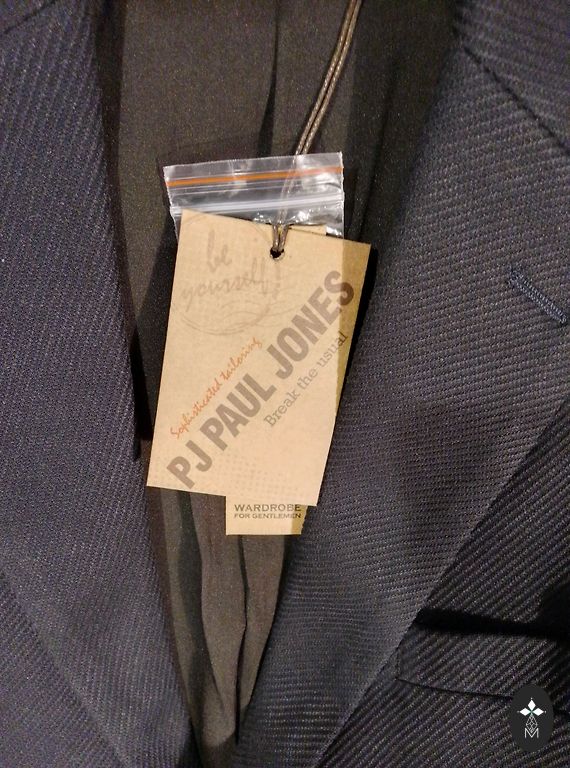 be
yourself
Sophisticated tailoring
PJ PAUL JONES
Break the usual
WARDROBE
FOR GENTLEMEN
M